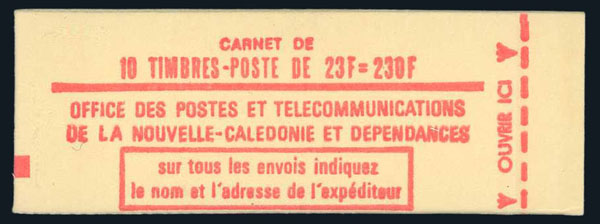 CARNET DE
10 TIMBRES-POSTE DE 23F=230F
OFFICE DES POSTES ET TELECOMMUNICATIONS
DE LA NOUVELLE-CALEDONIE ET DEPENDANCES
sur tous les envois indiquez
le nom et l'adresse de l'expéditeur
OUVRIR ICI